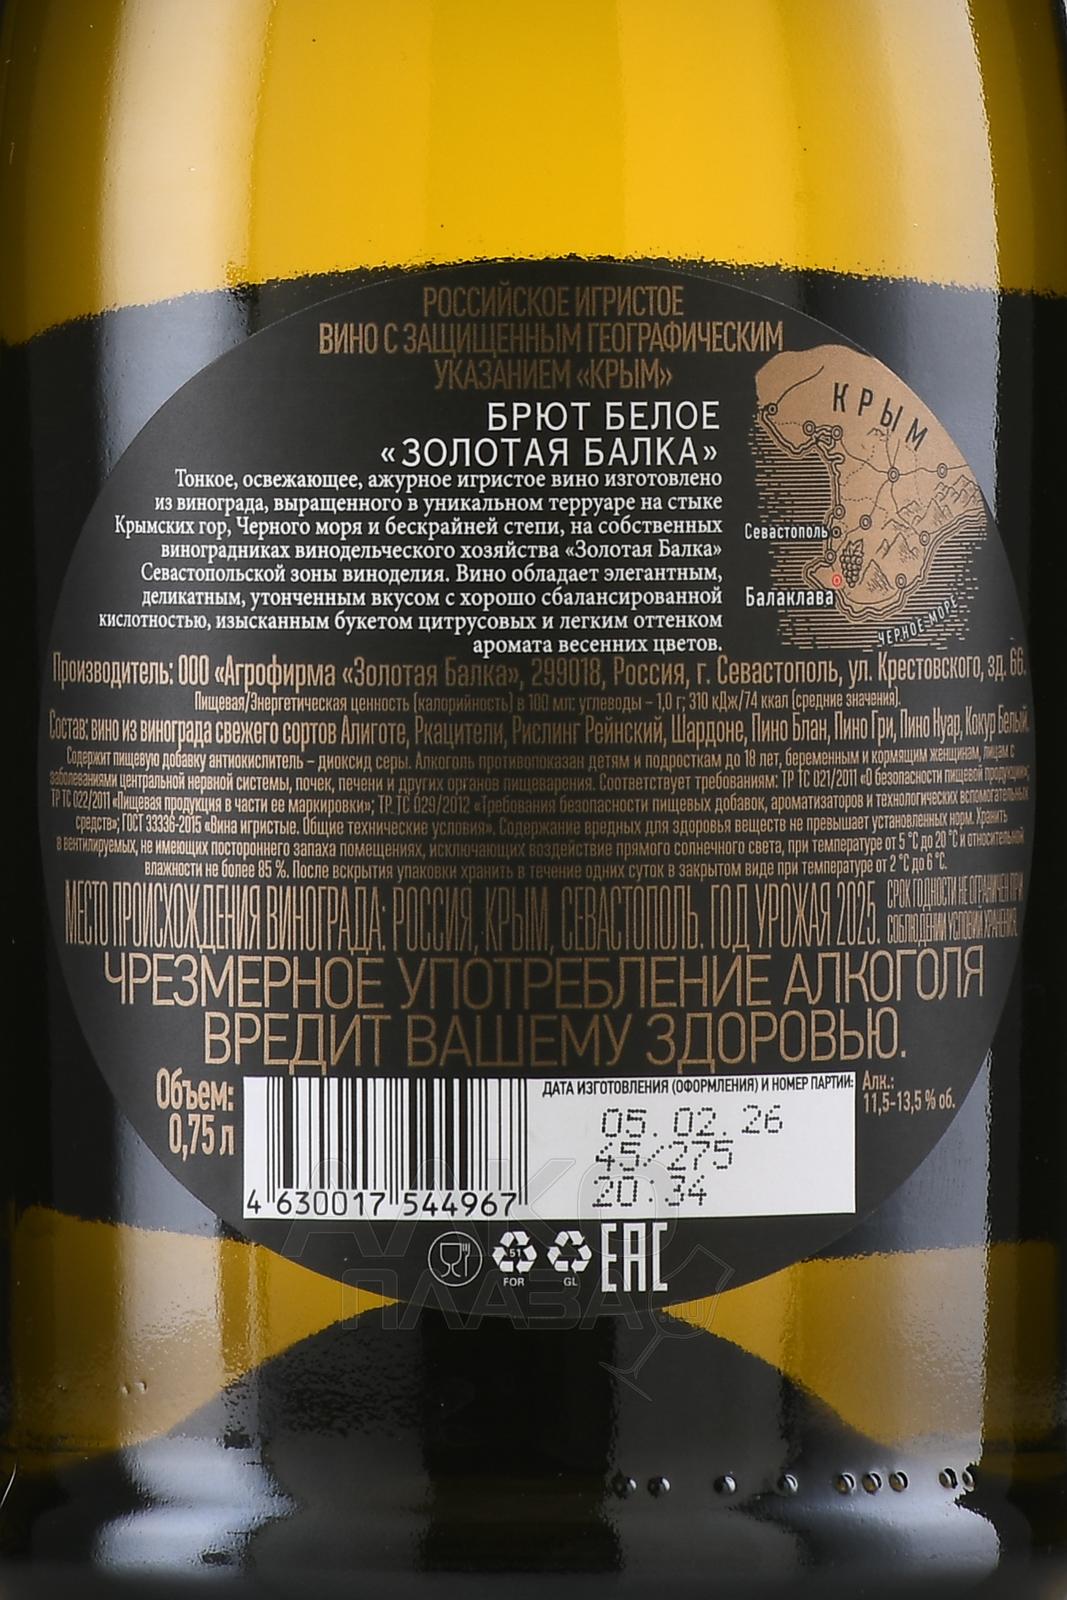 РОССИЙСКОЕ ИГРИСТОЕ
ВИНО С ЗАЩИЩЕННЫМ ГЕОГРАФИЧЕСКИМ
УКАЗАНИЕМ «КРЫМ»
БРЮТ БЕЛОЕ
«ЗОЛОТАЯ БАЛКА»
Тонкое, освежающее, ажурное игристое вино изготовлено
из винограда, выращенного в уникальном терруаре на стыке
Крымских гор, Черного моря и бескрайней степи, на собственных
виноградниках винодельческого хозяйства «Золотая Балка»
Севастопольской зоны виноделия. Вино обладает элегантным,
деликатным, утонченным вкусом с хорошо сбалансированной
кислотностью, изысканным букетом цитрусовых и легким оттенком
аромата весенних цветов.
КРЫМ
Севастополь
Балаклава
ЧЕРНОЕ МОРЕ
Производитель: ООО «Агрофирма «Золотая Балка», 299018, Россия, г. Севастополь, ул. Крестовского, зд. 66.
Пищевая/Энергетическая ценность (калорийность) в 100 мл: углеводы – 1,0 г; 310 кДж/74 ккал (средние значения).
Состав: вино из винограда свежего сортов Алиготе, Ркацители, Рислинг Рейнский, Шардоне, Пино Блан, Пино Гри, Пино Нуар, Кокур Белый.
Содержит пищевую добавку антиокислитель – диоксид серы. Алкоголь противопоказан детям и подросткам до 18 лет, беременным и кормящим женщинам, лицам с
заболеваниями центральной нервной системы, почек, печени и других органов пищеварения. Соответствует требованиям: ТР ТС 021/2011 «О безопасности пищевой продукции»;
ТР ТС 022/2011 «Пищевая продукция в части ее маркировки»; ТР ТС 029/2012 «Требования безопасности пищевых добавок, ароматизаторов и технологических вспомогательных
средств»; ГОСТ 33336-2015 «Вина игристые. Общие технические условия». Содержание вредных для здоровья веществ не превышает установленных норм. Хранить
в вентилируемых, не имеющих постороннего запаха помещениях, исключающих воздействие прямого солнечного света, при температуре от 5 °С до 20 °С и относительной
влажности не более 85 %. После вскрытия упаковки хранить в течение одних суток в закрытом виде при температуре от 2 °С до 6 °С.
МЕСТО ПРОИСХОЖДЕНИЯ ВИНОГРАДА: РОССИЯ, КРЫМ, СЕВАСТОПОЛЬ. ГОД УРОЖАЯ 2025. СРОК ГОДНОСТИ НЕ ОГРАНИЧЕН ПРИ
СОБЛЮДЕНИИ УСЛОВИЙ ХРАНЕНИЯ.
ЧРЕЗМЕРНОЕ УПОТРЕБЛЕНИЕ АЛКОГОЛЯ
ВРЕДИТ ВАШЕМУ ЗДОРОВЬЮ.
Объем:
0,75 л
4 630017 544967
ДАТА ИЗГОТОВЛЕНИЯ (ОФОРМЛЕНИЯ) И НОМЕР ПАРТИИ:
05.02.26
45/275
20:34
Алк.:
11,5-13,5 % об.
51
FOR
GL
ЕАС
АЛКО
ПЛАЗА.ru